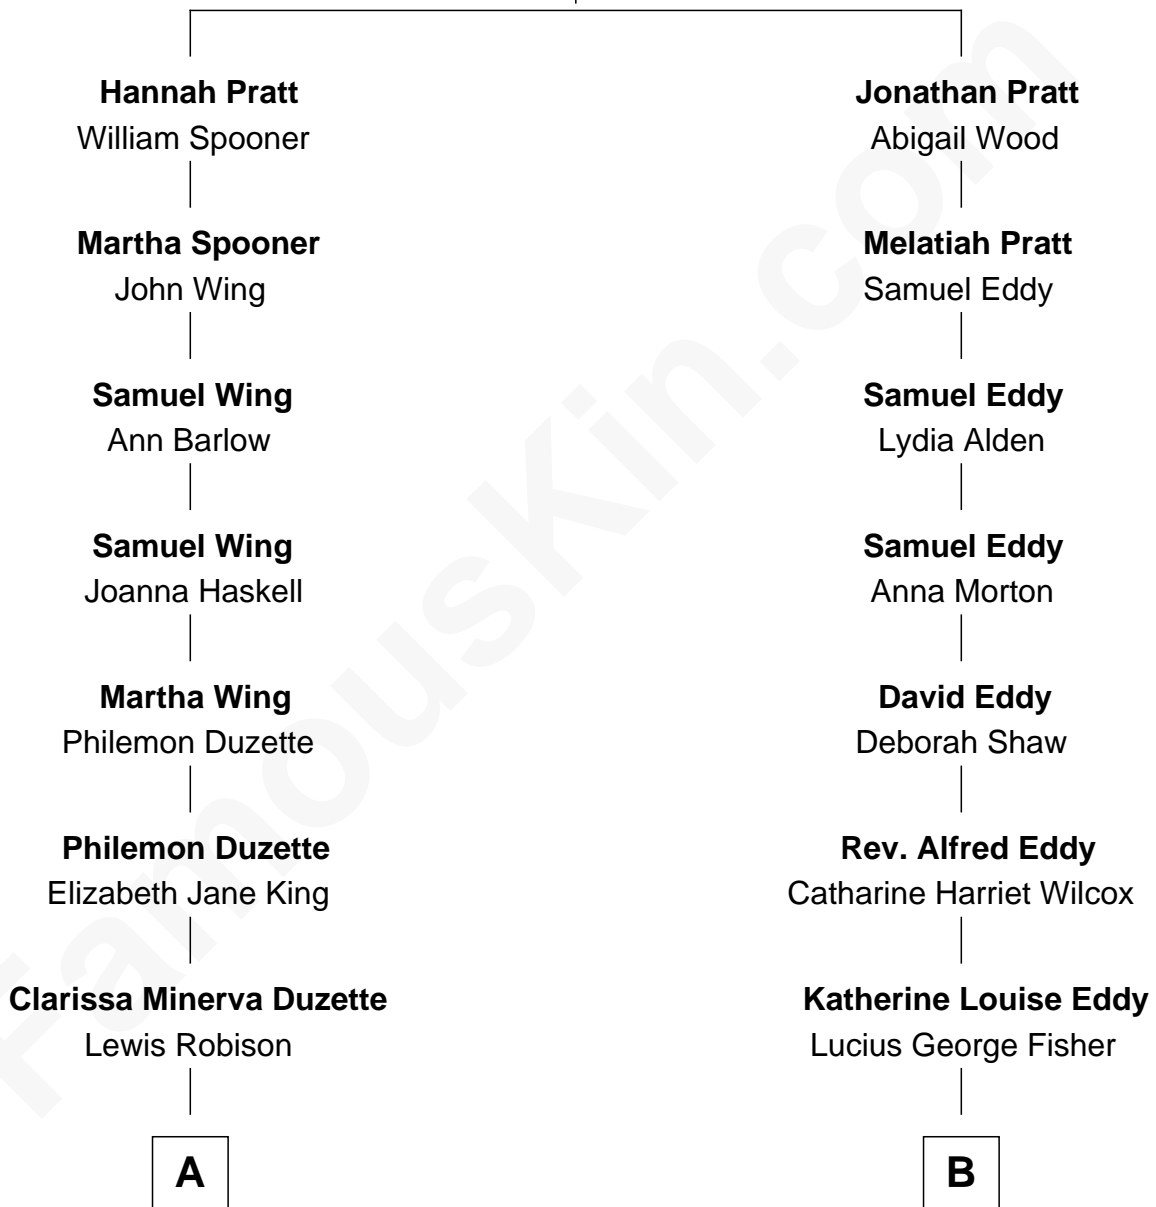 Hannah Pratt
William Spooner
Jonathan Pratt
Abigail Wood
Martha Spooner
John Wing
Melatiah Pratt
Samuel Eddy
Samuel Wing
Ann Barlow
Samuel Eddy
Lydia Alden
Samuel Wing
Joanna Haskell
Samuel Eddy
Anna Morton
Martha Wing
Philemon Duzette
David Eddy
Deborah Shaw
Philemon Duzette
Elizabeth Jane King
Rev. Alfred Eddy
Catharine Harriet Wilcox
Clarissa Minerva Duzette
Lewis Robison
Katherine Louise Eddy
Lucius George Fisher
A
B
FamousKin.com